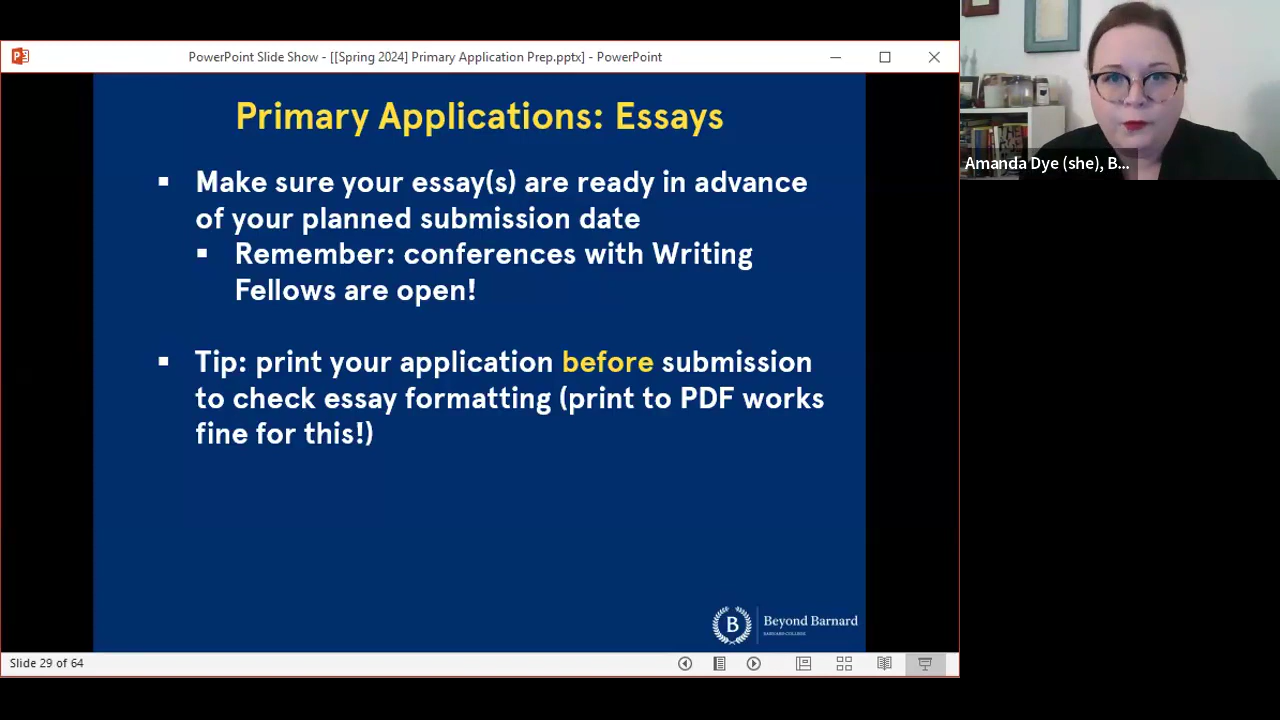 PowerPoint Slide Show - [[Spring 2024] Primary Application Prep.pptx] - PowerPoint
Primary Applications: Essays
▪ Make sure your essay(s) are ready in advance
of your planned submission date
▪ Remember: conferences with Writing
Fellows are open!
▪ Tip: print your application before submission
to check essay formatting (print to PDF works
fine for this!)
B
Beyond Barnard
BARNARD COLLEGE
Slide 29 of 64
Amanda Dye (she), B...